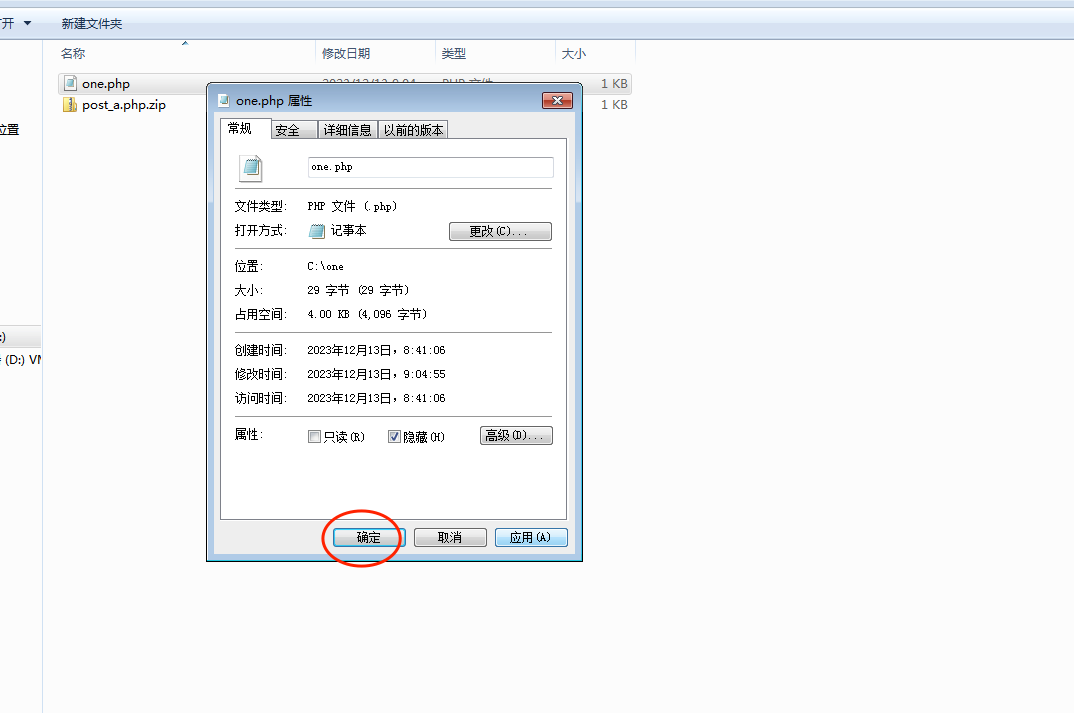 开 新建文件夹
名称 修改日期 类型 大小
one.php 1 KB
post_a.php.zip 1 KB
位置
:)
(D:) VM
one.php 属性
常规 安全 详细信息 以前的版本
one.php
文件类型: PHP 文件 (.php)
打开方式: 记事本 更改(C)...
位置: C:\one
大小: 29 字节 (29 字节)
占用空间: 4.00 KB (4,096 字节)
创建时间: 2023年12月13日，8:41:06
修改时间: 2023年12月13日，9:04:55
访问时间: 2023年12月13日，8:41:06
属性: 只读(R) 隐藏(H) 高级(D)...
确定 取消 应用(A)